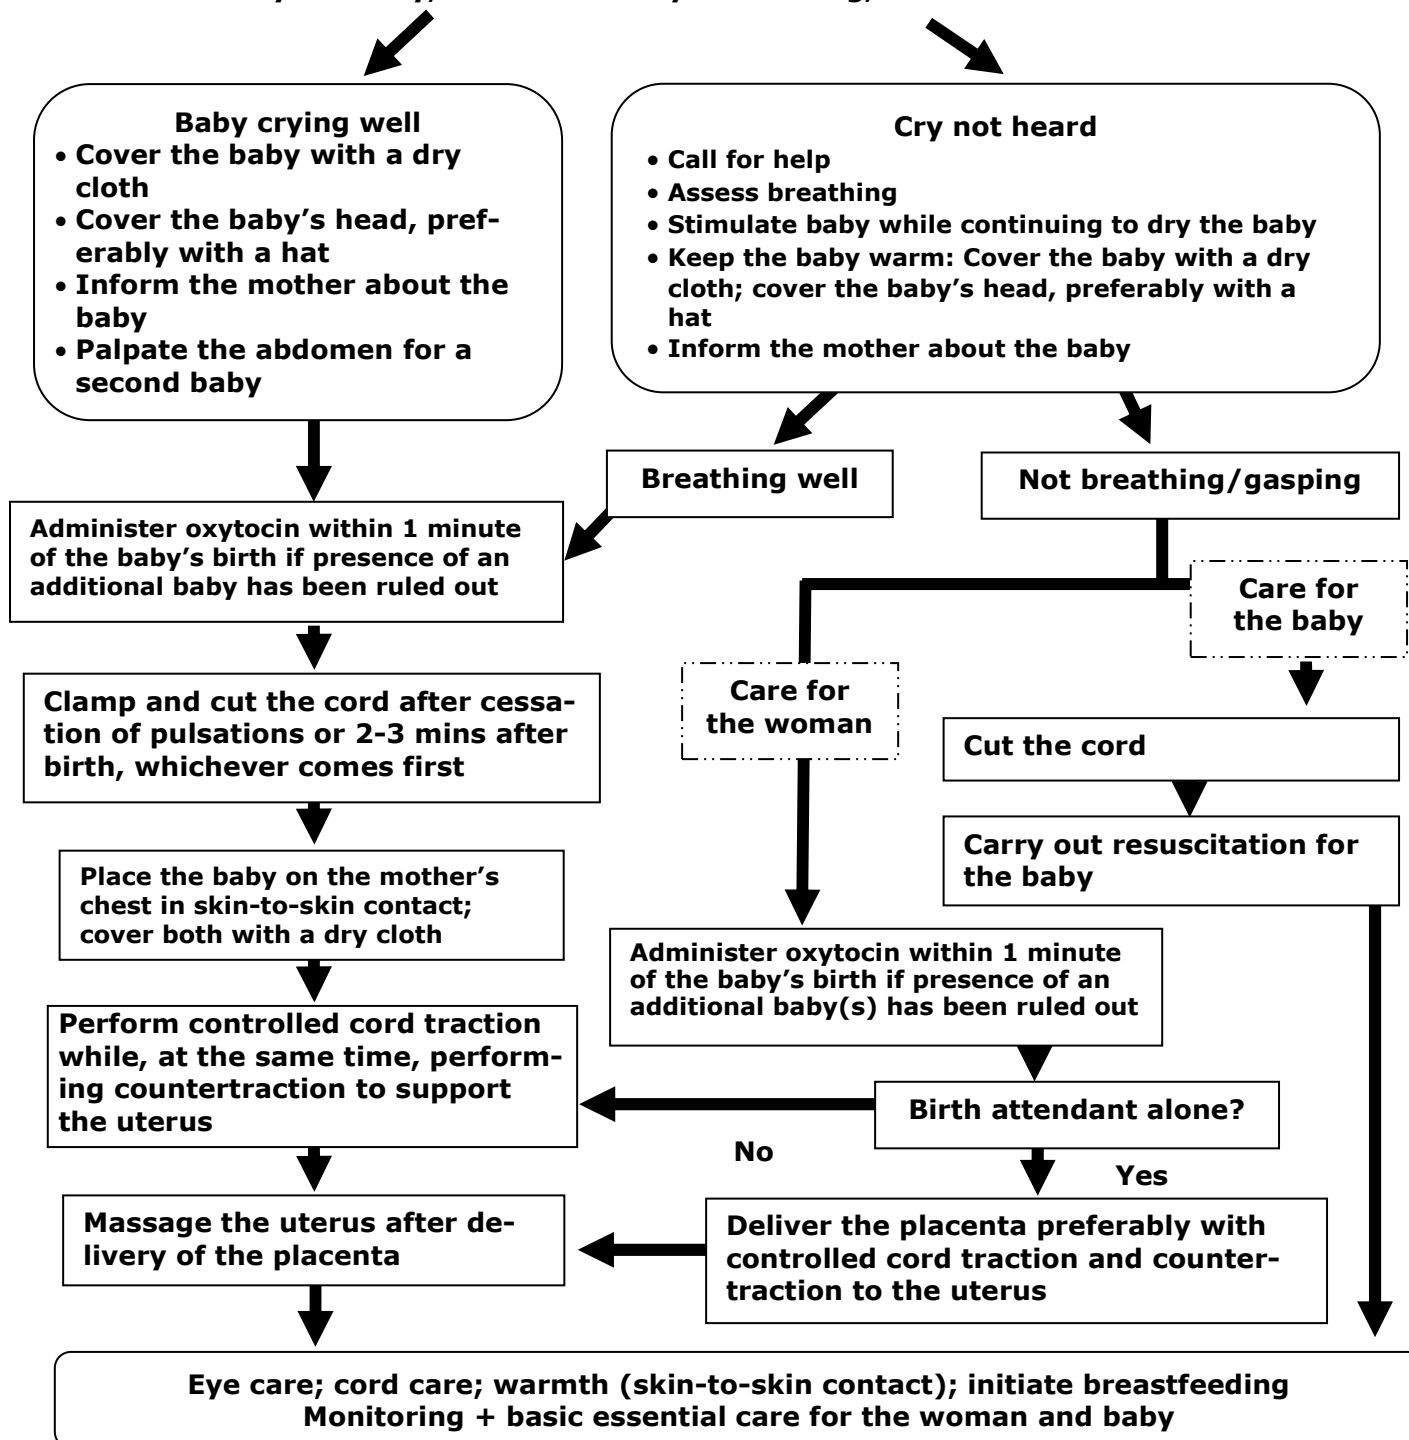 Baby crying well
• Cover the baby with a dry
cloth
• Cover the baby’s head, pref-
erably with a hat
• Inform the mother about the
baby
• Palpate the abdomen for a
second baby
Cry not heard
• Call for help
• Assess breathing
• Stimulate baby while continuing to dry the baby
• Keep the baby warm: Cover the baby with a dry
cloth; cover the baby’s head, preferably with a
hat
• Inform the mother about the baby
Breathing well
Not breathing/gasping
Administer oxytocin within 1 minute
of the baby’s birth if presence of an
additional baby has been ruled out
Care for
the baby
Care for
the woman
Clamp and cut the cord after cessa-
tion of pulsations or 2-3 mins after
birth, whichever comes first
Cut the cord
Carry out resuscitation for
the baby
Place the baby on the mother’s
chest in skin-to-skin contact;
cover both with a dry cloth
Administer oxytocin within 1 minute
of the baby’s birth if presence of an
additional baby(s) has been ruled out
Perform controlled cord traction
while, at the same time, perform-
ing countertraction to support
the uterus
Birth attendant alone?
No
Yes
Massage the uterus after de-
livery of the placenta
Deliver the placenta preferably with
controlled cord traction and counter-
traction to the uterus
Eye care; cord care; warmth (skin-to-skin contact); initiate breastfeeding
Monitoring + basic essential care for the woman and baby